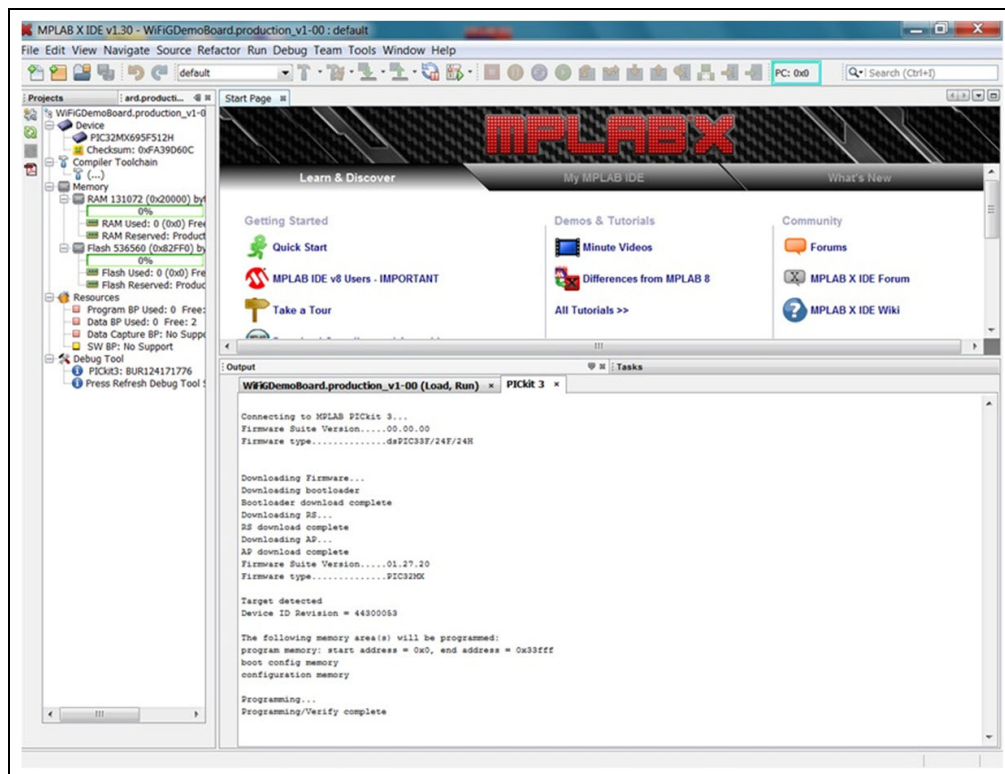 MPLAB X IDE v1.30 - WiFiGDemoBoard.production_v1-00 : default
File Edit View Navigate Source Refactor Run Debug Team Tools Window Help
default
PC: 0x0
Search (Ctrl+I)
Projects
ard.producti...
WiFiGDemoBoard.production_v1-0
Device
PIC32MX695F512H
Checksum: 0xFA39D60C
Compiler Toolchain
(...)
Memory
RAM 131072 (0x20000) byt
0%
RAM Used: 0 (0x0) Free
RAM Reserved: Product
Flash 536560 (0x82FF0) by
0%
Flash Used: 0 (0x0) Fre
Flash Reserved: Produc
Resources
Program BP Used: 0 Free:
Data BP Used: 0 Free: 2
Data Capture BP: No Suppo
SW BP: No Support
Debug Tool
PICkit3: BUR124171776
Press Refresh Debug Tool S
Start Page
MPLABX
Learn & Discover
My MPLAB IDE
What's New
Getting Started
Quick Start
MPLAB IDE v8 Users - IMPORTANT
Take a Tour
Demos & Tutorials
Minute Videos
Differences from MPLAB 8
All Tutorials >>
Community
Forums
MPLAB X IDE Forum
MPLAB X IDE Wiki
Output
Tasks
WiFiGDemoBoard.production_v1-00 (Load, Run) ×
PICkit 3 ×
Connecting to MPLAB PICkit 3...
Firmware Suite Version.....00.00.00
Firmware type..............dsPIC33F/24F/24H
Downloading Firmware...
Downloading bootloader
Bootloader download complete
Downloading RS...
RS download complete
Downloading AP...
AP download complete
Firmware Suite Version.....01.27.20
Firmware type..............PIC32MX
Target detected
Device ID Revision = 44300053
The following memory area(s) will be programmed:
program memory: start address = 0x0, end address = 0x33fff
boot config memory
configuration memory
Programming...
Programming/Verify complete